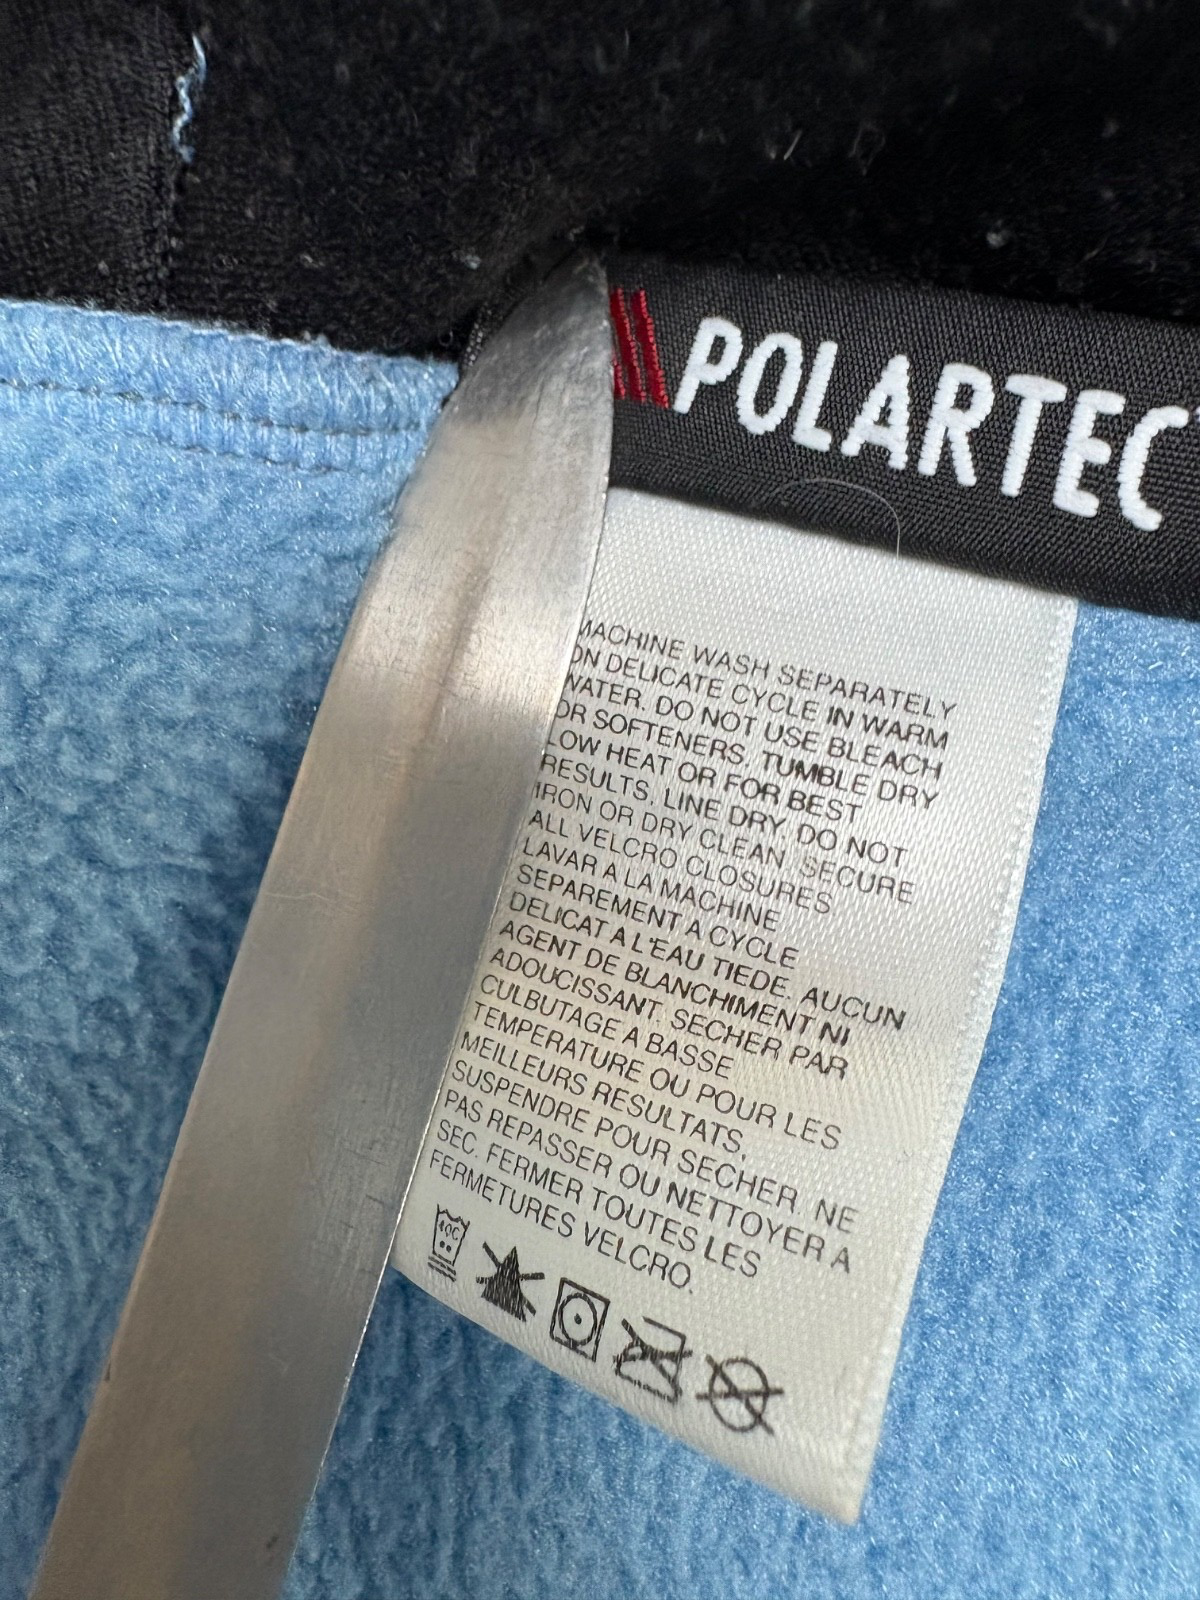 POLARTEC
MACHINE WASH SEPARATELY
ON DELICATE CYCLE IN WARM
WATER. DO NOT USE BLEACH
OR SOFTENERS. TUMBLE DRY
LOW HEAT OR FOR BEST
RESULTS, LINE DRY. DO NOT
IRON OR DRY CLEAN. SECURE
ALL VELCRO CLOSURES
LAVAR A LA MACHINE
SEPAREMENT A CYCLE
DELICAT A L'EAU TIEDE. AUCUN
AGENT DE BLANCHIMENT NI
ADOUCISSANT. SECHER PAR
CULBUTAGE A BASSE
TEMPERATURE OU POUR LES
MEILLEURS RESULTATS,
SUSPENDRE POUR SECHER. NE
PAS REPASSER OU NETTOYER A
SEC. FERMER TOUTES LES
FERMETURES VELCRO.
40C